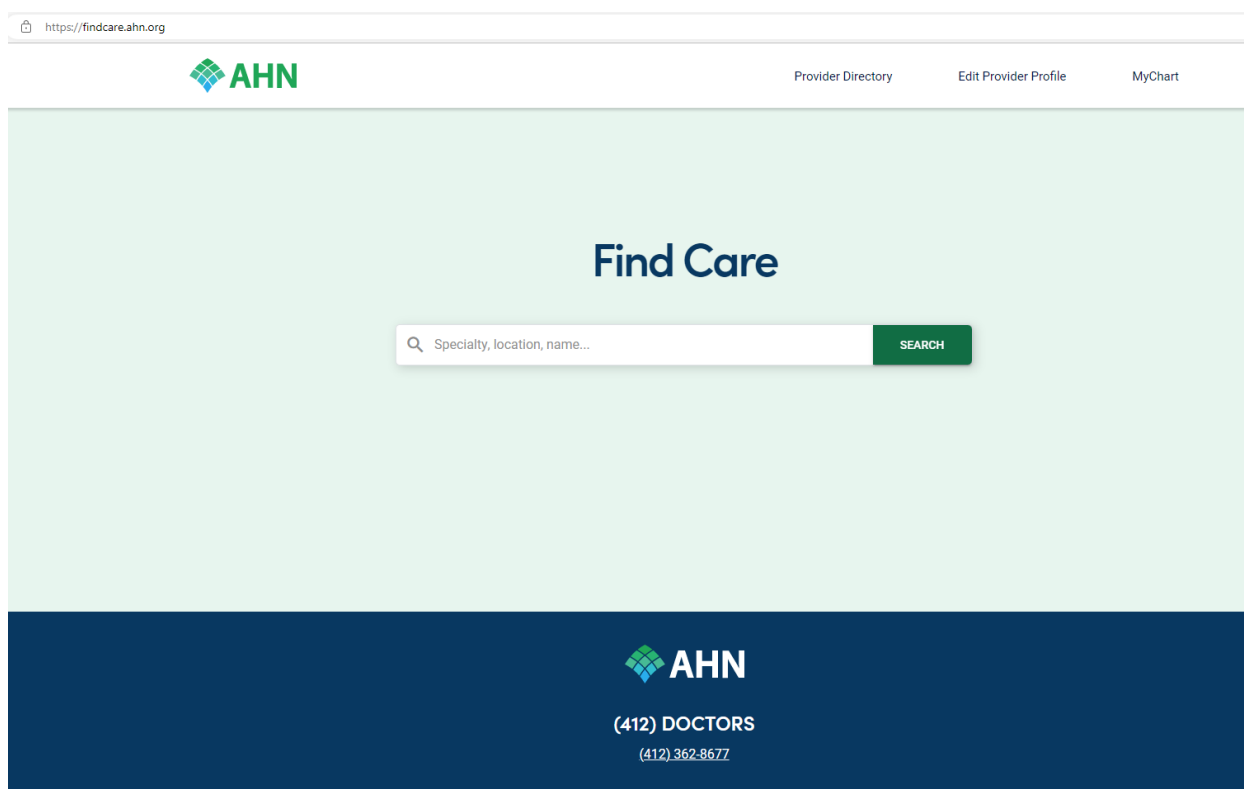 https://findcare.ahn.org
AHN
Provider Directory Edit Provider Profile MyChart
Find Care
Specialty, location, name... SEARCH
AHN
(412) DOCTORS
(412) 362-8677